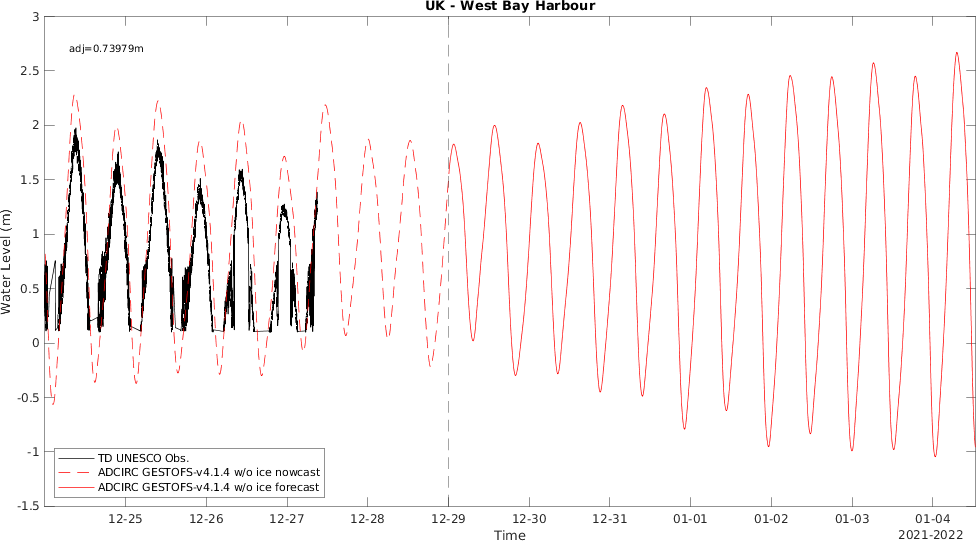 UK - West Bay Harbour
adj=0.73979m
3
2.5
2
1.5
1
0.5
0
-0.5
-1
-1.5
Water Level (m)
TD UNESCO Obs.
ADCIRC GESTOFS-v4.1.4 w/o ice nowcast
ADCIRC GESTOFS-v4.1.4 w/o ice forecast
12-25 12-26 12-27 12-28 12-29 12-30 12-31 01-01 01-02 01-03 01-04
Time
2021-2022